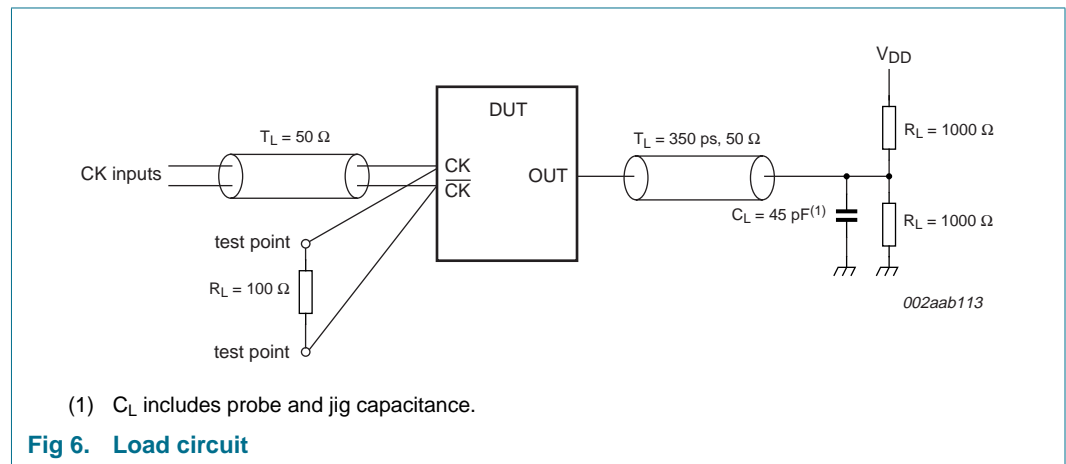 V_DD
DUT
R_L = 1000 Ω
T_L = 50 Ω
T_L = 350 ps, 50 Ω
CK inputs
CK
C̅K̅
OUT
C_L = 45 pF(1)
R_L = 1000 Ω
test point
R_L = 100 Ω
002aab113
test point
(1) C_L includes probe and jig capacitance.
Fig 6. Load circuit